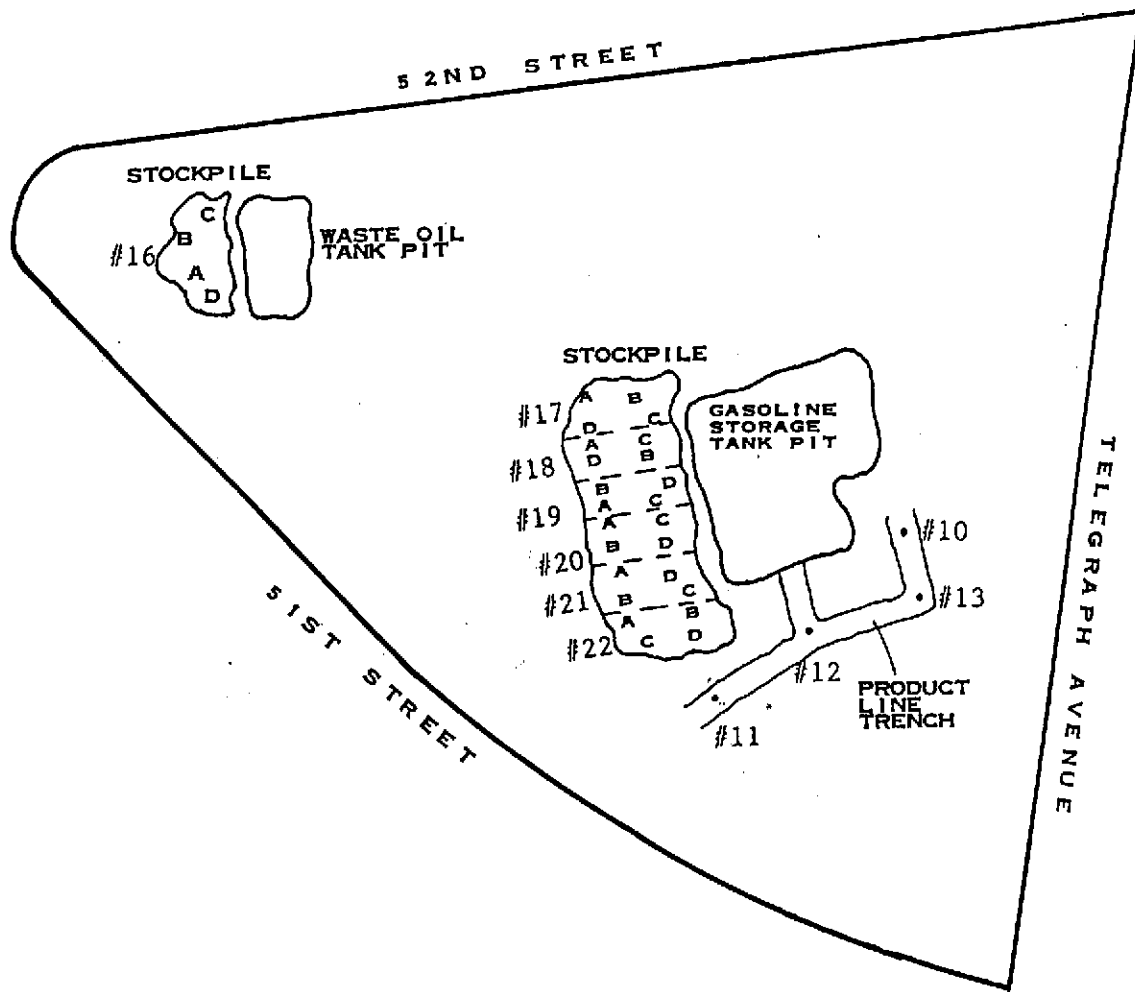 52ND STREET
STOCKPILE
C
B
#16
A
D
WASTE OIL
TANK PIT
STOCKPILE
A B
#17
D C
A C
#18
D B
B D
#19
A C
A C
#20
B D
A D
#21
B C
A B
#22
C D
GASOLINE
STORAGE
TANK PIT
#10
#13
#12
#11
PRODUCT
LINE
TRENCH
51ST STREET
TELEGRAPH AVENUE